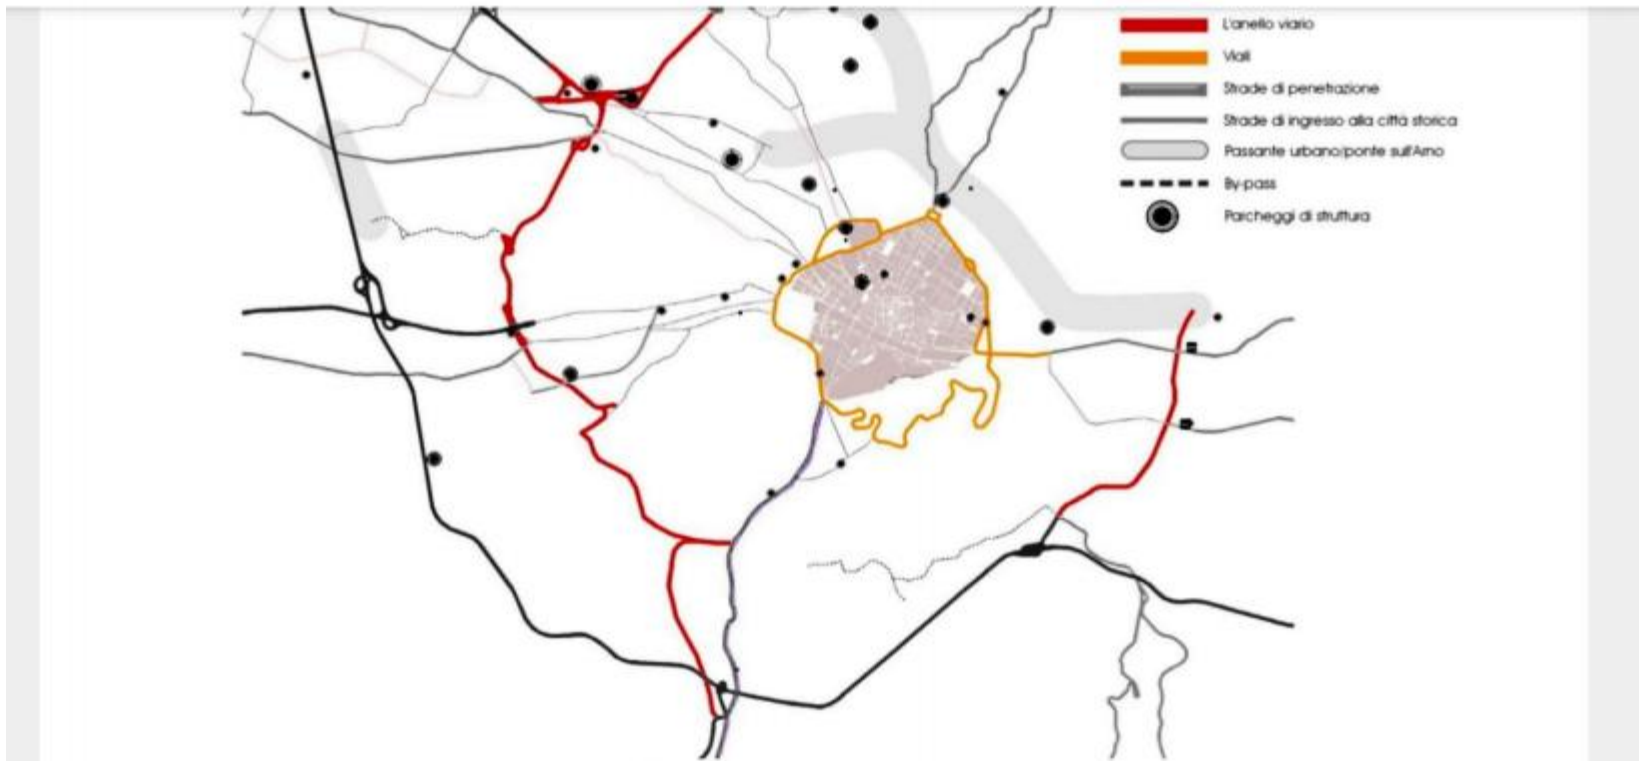 L'anello viario
Viali
Strade di penetrazione
Strade di ingresso alla città storica
Passante urbano/ponte sull'Arno
By-pass
Parcheggi di struttura